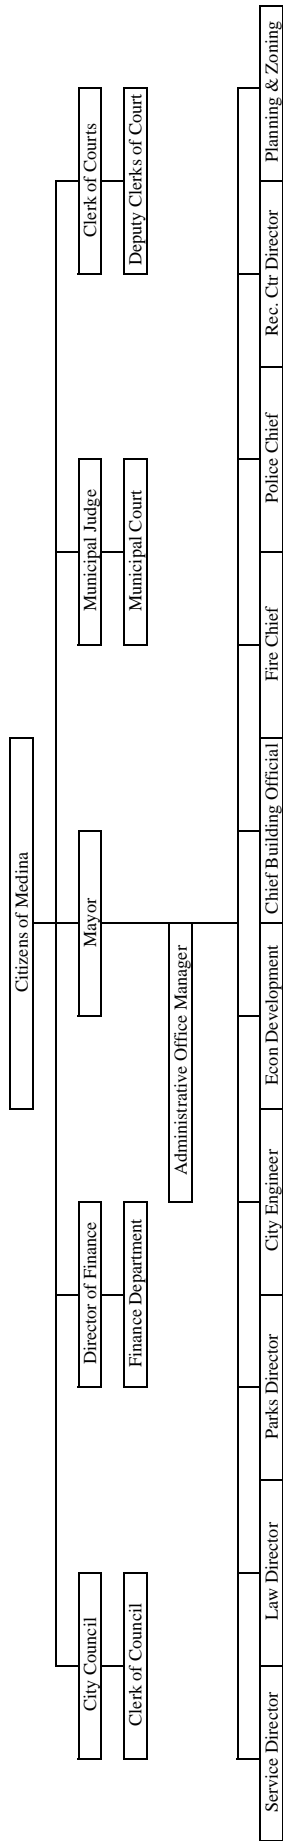 Citizens of Medina
City Council
Director of Finance
Mayor
Municipal Judge
Clerk of Courts
Clerk of Council
Finance Department
Municipal Court
Deputy Clerks of Court
Administrative Office Manager
Service Director
Law Director
Parks Director
City Engineer
Econ Development
Chief Building Official
Fire Chief
Police Chief
Rec. Ctr Director
Planning & Zoning